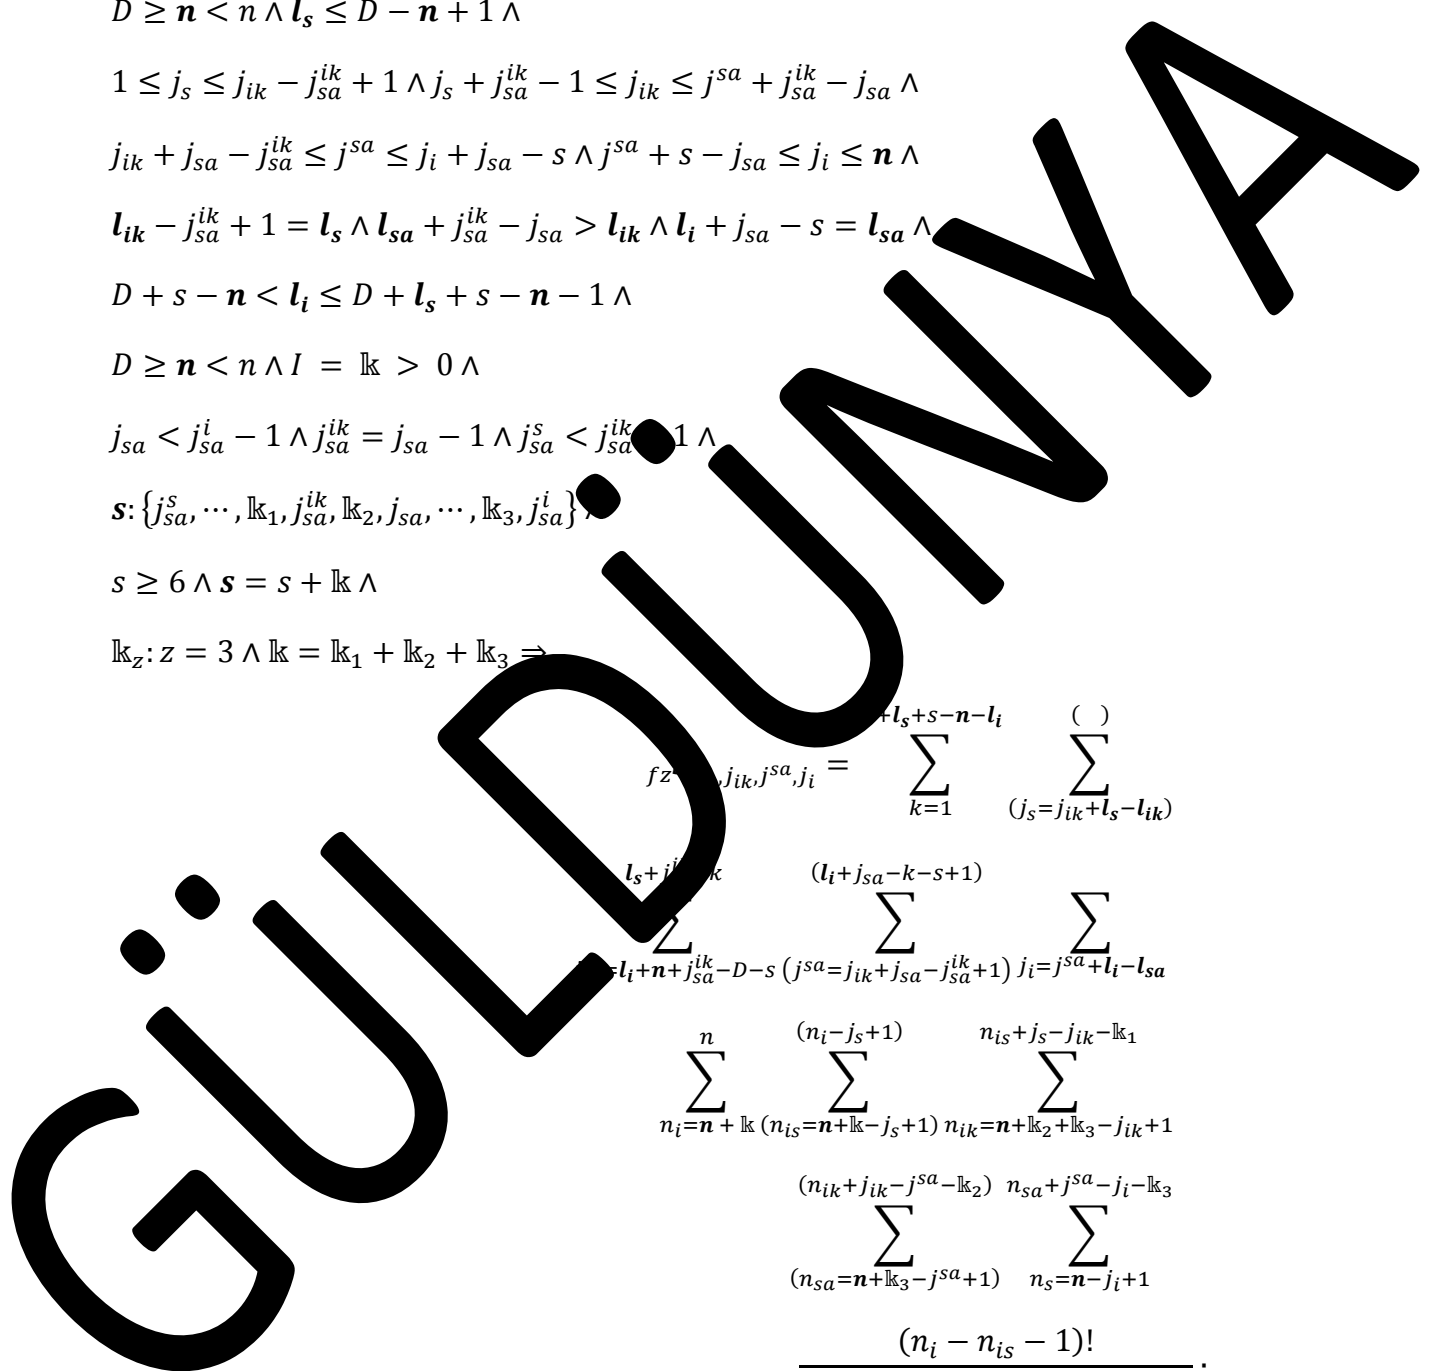 D ≥ n < n ∧ l_s ≤ D − n + 1 ∧
1 ≤ j_s ≤ j_{ik} − j_{sa}^{ik} + 1 ∧ j_s + j_{sa}^{ik} − 1 ≤ j_{ik} ≤ j^{sa} + j_{sa}^{ik} − j_{sa} ∧
j_{ik} + j_{sa} − j_{sa}^{ik} ≤ j^{sa} ≤ j_i + j_{sa} − s ∧ j^{sa} + s − j_{sa} ≤ j_i ≤ n ∧
l_{ik} − j_{sa}^{ik} + 1 = l_s ∧ l_{sa} + j_{sa}^{ik} − j_{sa} > l_{ik} ∧ l_i + j_{sa} − s = l_{sa} ∧
D + s − n < l_i ≤ D + l_s + s − n − 1 ∧
D ≥ n < n ∧ I = 𝕜 > 0 ∧
j_{sa} < j_{sa}^i − 1 ∧ j_{sa}^{ik} = j_{sa} − 1 ∧ j_{sa}^s < j_{sa}^{ik} 1 ∧
s: {j_{sa}^s, ⋯ , 𝕜_1, j_{sa}^{ik}, 𝕜_2, j_{sa}, ⋯ , 𝕜_3, j_{sa}^i} ∧
s ≥ 6 ∧ s = s + 𝕜 ∧
𝕜_z: z = 3 ∧ 𝕜 = 𝕜_1 + 𝕜_2 + 𝕜_3 ⇒
GÜLDÜNYA
+l_s+s−n−l_i ( )
fz ,j_{ik},j^{sa},j_i = ∑ ∑
k=1 (j_s=j_{ik}+l_s−l_{ik})
l_s+j k (l_i+j_{sa}−k−s+1)
∑ ∑ ∑
=l_i+n+j_{sa}^{ik}−D−s (j^{sa}=j_{ik}+j_{sa}−j_{sa}^{ik}+1) j_i=j^{sa}+l_i−l_{sa}
n (n_i−j_s+1) n_{is}+j_s−j_{ik}−𝕜_1
∑ ∑ ∑
n_i=n + 𝕜 (n_{is}=n+𝕜−j_s+1) n_{ik}=n+𝕜_2+𝕜_3−j_{ik}+1
(n_{ik}+j_{ik}−j^{sa}−𝕜_2) n_{sa}+j^{sa}−j_i−𝕜_3
∑ ∑
(n_{sa}=n+𝕜_3−j^{sa}+1) n_s=n−j_i+1
(n_i − n_{is} − 1)!
.